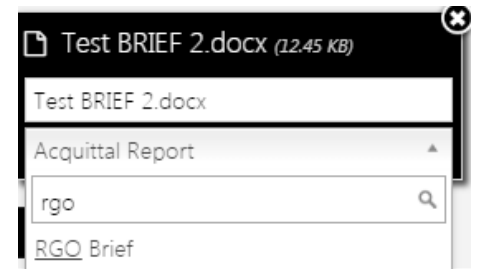 Test BRIEF 2.docx (12.45 KB)
Test BRIEF 2.docx
Acquittal Report
rgo
RGO Brief